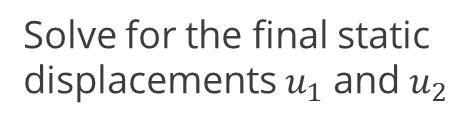 Solve for the final static
displacements u₁ and u₂